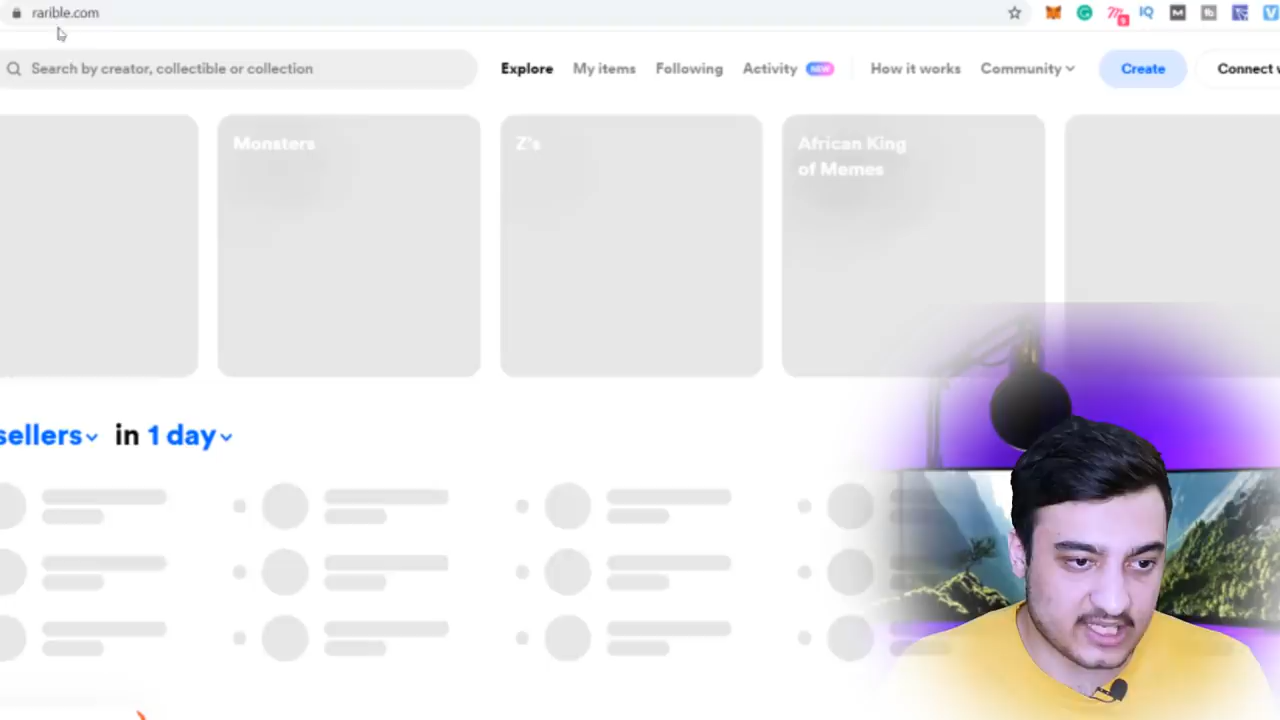 rarible.com
Search by creator, collectible or collection
Explore
My items
Following
Activity NEW
How it works
Community
Create
Connect
Monsters
Z's
African King
of Memes
sellers in 1 day